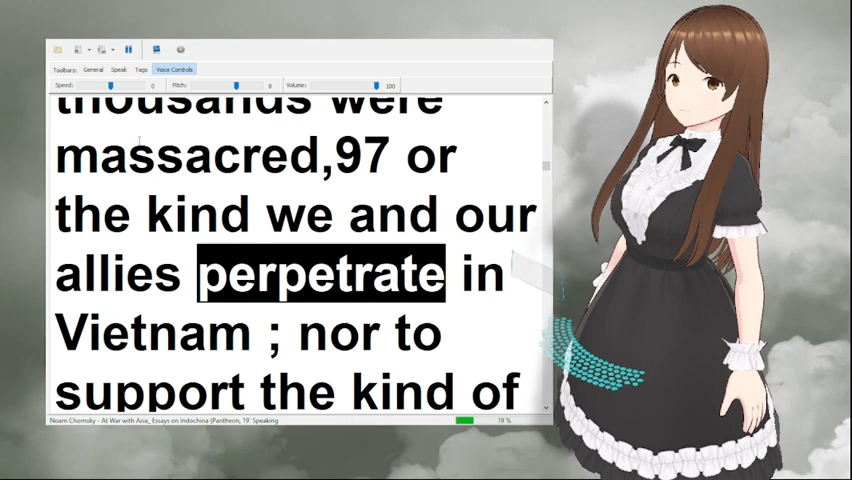 Toolbars: General Speak Tags Voice Controls
Speed: 0 Pitch: 8 Volume: 100
thousands were
massacred,97 or
the kind we and our
allies perpetrate in
Vietnam ; nor to
support the kind of
Noam Chomsky - At War with Asia_ Essays on Indochina (Pantheon, 19 Speaking 19 %